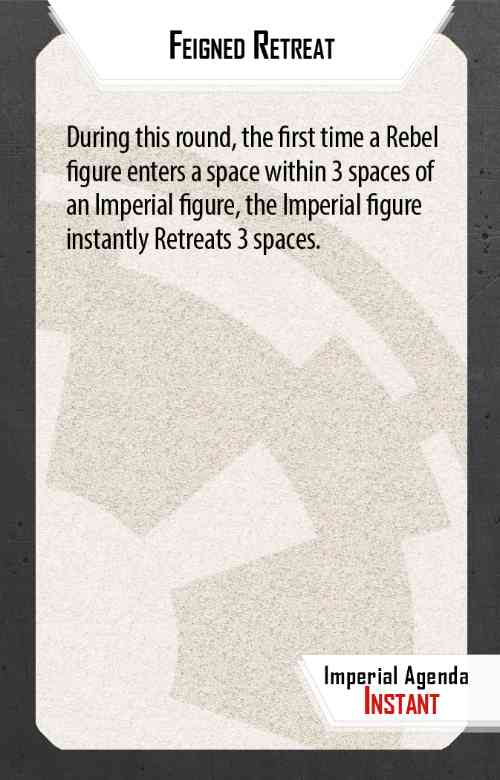 Feigned Retreat
During this round, the first time a Rebel
figure enters a space within 3 spaces of
an Imperial figure, the Imperial figure
instantly Retreats 3 spaces.
Imperial Agenda
Instant